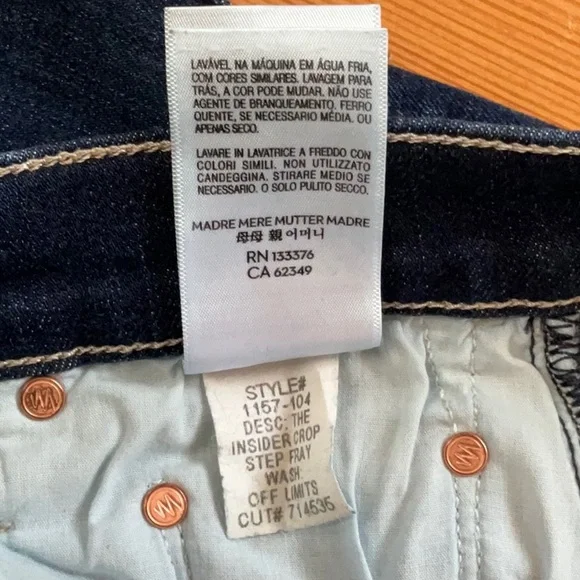 LAVÁVEL NA MÁQUINA EM ÁGUA FRIA,
COM CORES SIMILARES. LAVAGEM PARA
TRÁS, A COR PODE MUDAR. NÃO USE
AGENTE DE BRANQUEAMENTO. FERRO
QUENTE, SE NECESSÁRIO MÉDIA. OU
APENAS SECO.
LAVARE IN LAVATRICE A FREDDO CON
COLORI SIMILI. NON UTILIZZATO
CANDEGGINA. STIRARE MEDIO SE
NECESSARIO. O SOLO PULITO SECCO.
MADRE MERE MUTTER MADRE
母母 親 어머니
RN 133376
CA 62349
STYLE#
1157-104
DESC: THE
INSIDER CROP
STEP FRAY
WASH:
OFF LIMITS
CUT# 714535